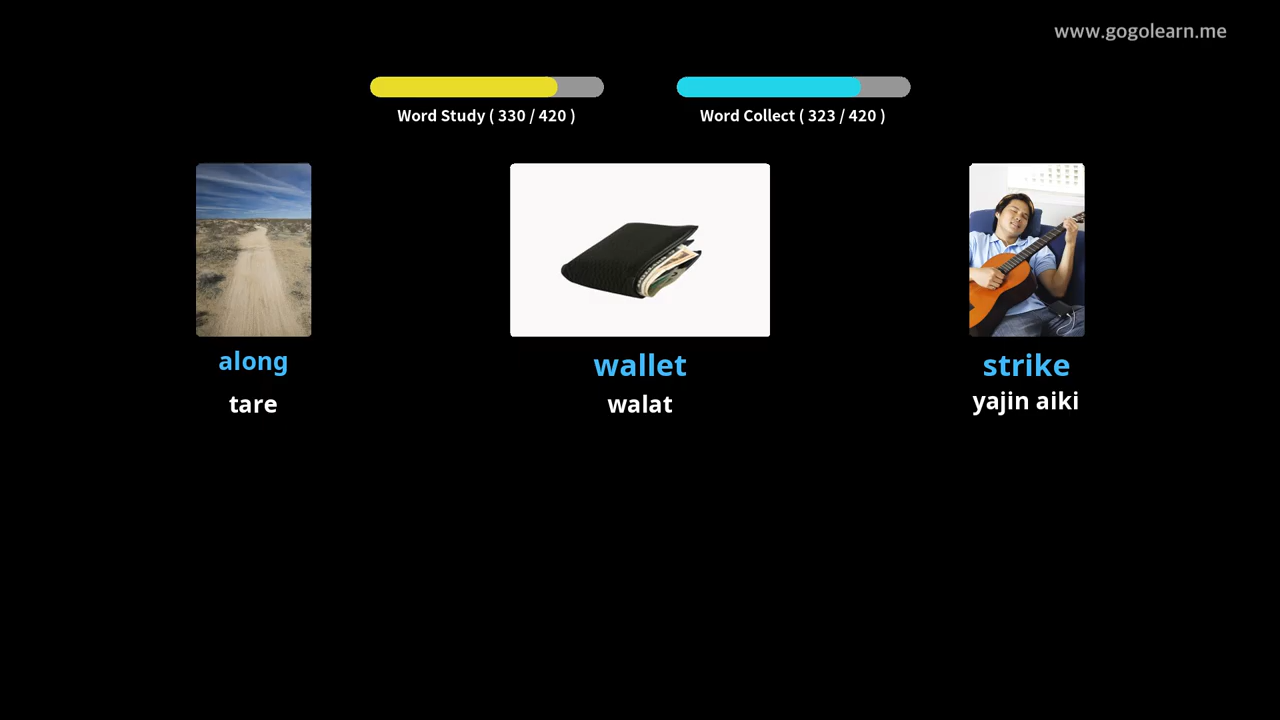 www.gogolearn.me
Word Study ( 330 / 420 )
Word Collect ( 323 / 420 )
along
wallet
strike
tare
walat
yajin aiki